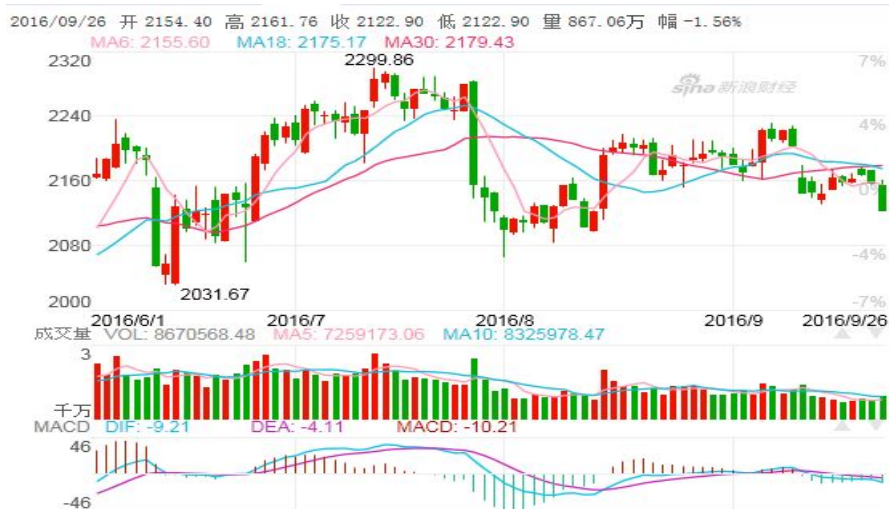 2016/09/26 开 2154.40 高 2161.76 收 2122.90 低 2122.90 量 867.06万 幅 -1.56%
MA6: 2155.60 MA18: 2175.17 MA30: 2179.43
2299.86
2320 7%
sina新浪财经
2240 4%
2160 0%
2080 -4%
2031.67
2000 -7%
2016/6/1 2016/7 2016/8 2016/9 2016/9/26
成交量 VOL: 8670568.48 MA5: 7259173.06 MA10: 8325978.47
3
千万
MACD DIF: -9.21 DEA: -4.11 MACD: -10.21
46
-46